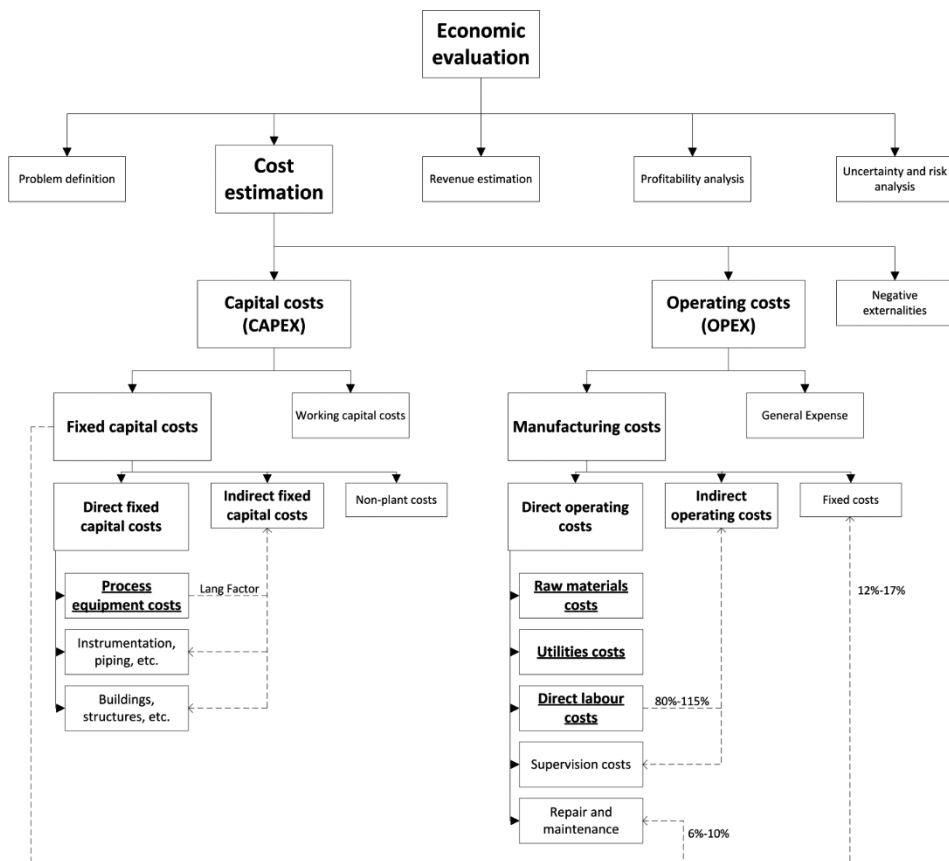 Economic
evaluation
Problem definition
Cost
estimation
Revenue estimation
Profitability analysis
Uncertainty and risk
analysis
Capital costs
(CAPEX)
Operating costs
(OPEX)
Negative
externalities
Fixed capital costs
Working capital costs
Manufacturing costs
General Expense
Direct fixed
capital costs
Indirect fixed
capital costs
Non-plant costs
Direct operating
costs
Indirect
operating costs
Fixed costs
Process
equipment costs
Lang Factor
Raw materials
costs
12%-17%
Instrumentation,
piping, etc.
Utilities costs
Buildings,
structures, etc.
Direct labour
costs
80%-115%
Supervision costs
Repair and
maintenance
6%-10%